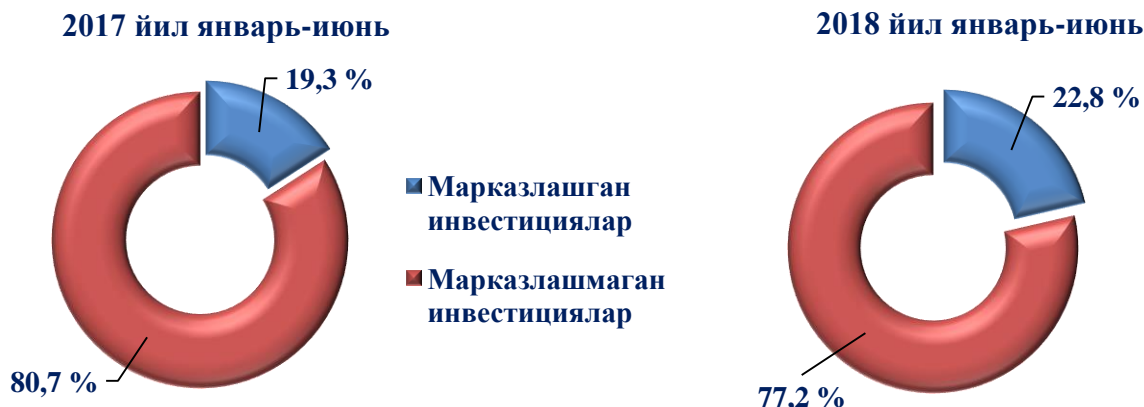 2017 йил январь-июнь
19,3 %
80,7 %
Марказлашган
инвестициялар
Марказлашмаган
инвестициялар
2018 йил январь-июнь
22,8 %
77,2 %